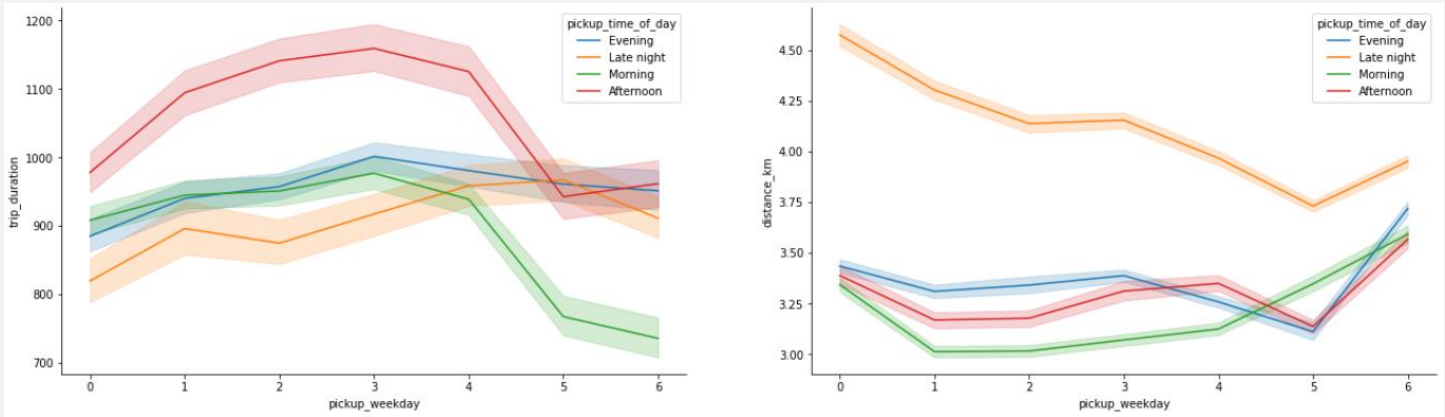 1200
1100
1000
900
800
700
trip_duration
0 1 2 3 4 5 6
pickup_weekday
pickup_time_of_day
Evening
Late night
Morning
Afternoon
4.50
4.25
4.00
3.75
3.50
3.25
3.00
distance_km
0 1 2 3 4 5 6
pickup_weekday
pickup_time_of_day
Evening
Late night
Morning
Afternoon